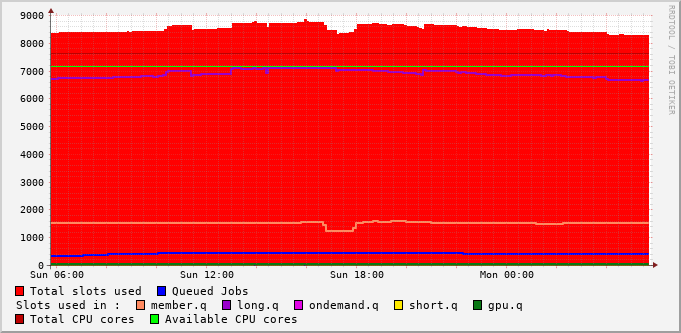 9000
8000
7000
6000
5000
4000
3000
2000
1000
0
Sun 06:00 Sun 12:00 Sun 18:00 Mon 00:00
RRDTOOL / TOBI OETIKER
Total slots used Queued Jobs
Slots used in : member.q long.q ondemand.q short.q gpu.q
Total CPU cores Available CPU cores